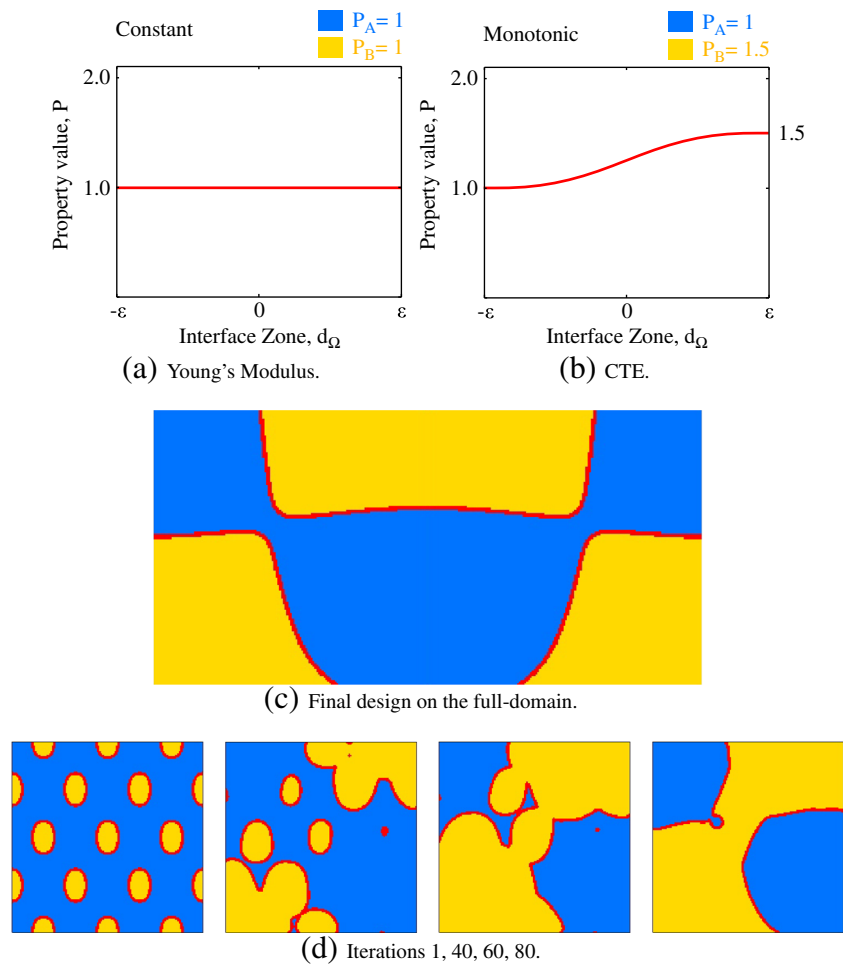 Constant
P_A = 1
P_B = 1
Property value, P
2.0
1.0
-ε
0
ε
Interface Zone, d_Ω
(a) Young's Modulus.
Monotonic
P_A = 1
P_B = 1.5
Property value, P
2.0
1.0
1.5
-ε
0
ε
Interface Zone, d_Ω
(b) CTE.
(c) Final design on the full-domain.
(d) Iterations 1, 40, 60, 80.